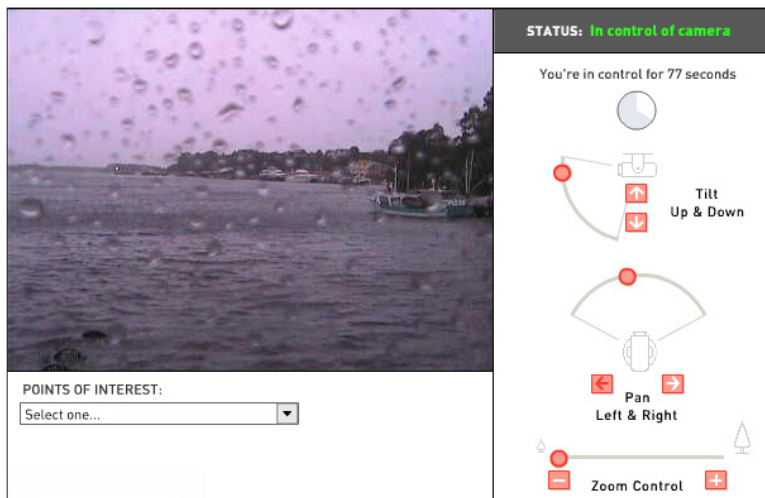 STATUS: In control of camera
You're in control for 77 seconds
Tilt
Up & Down
Pan
Left & Right
POINTS OF INTEREST:
Select one...
Zoom Control